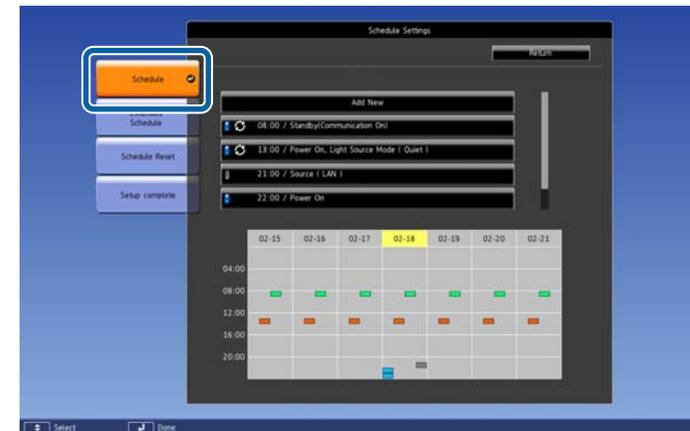 Schedule Settings
Return
Schedule
Schedule
Schedule Reset
Setup complete
Add New
08:00 / Standby(Communication On)
13:00 / Power On, Light Source Mode ( Quiet )
21:00 / Source ( LAN )
22:00 / Power On
02-15 02-16 02-17 02-18 02-19 02-20 02-21
04:00
08:00
12:00
16:00
20:00
Select Done